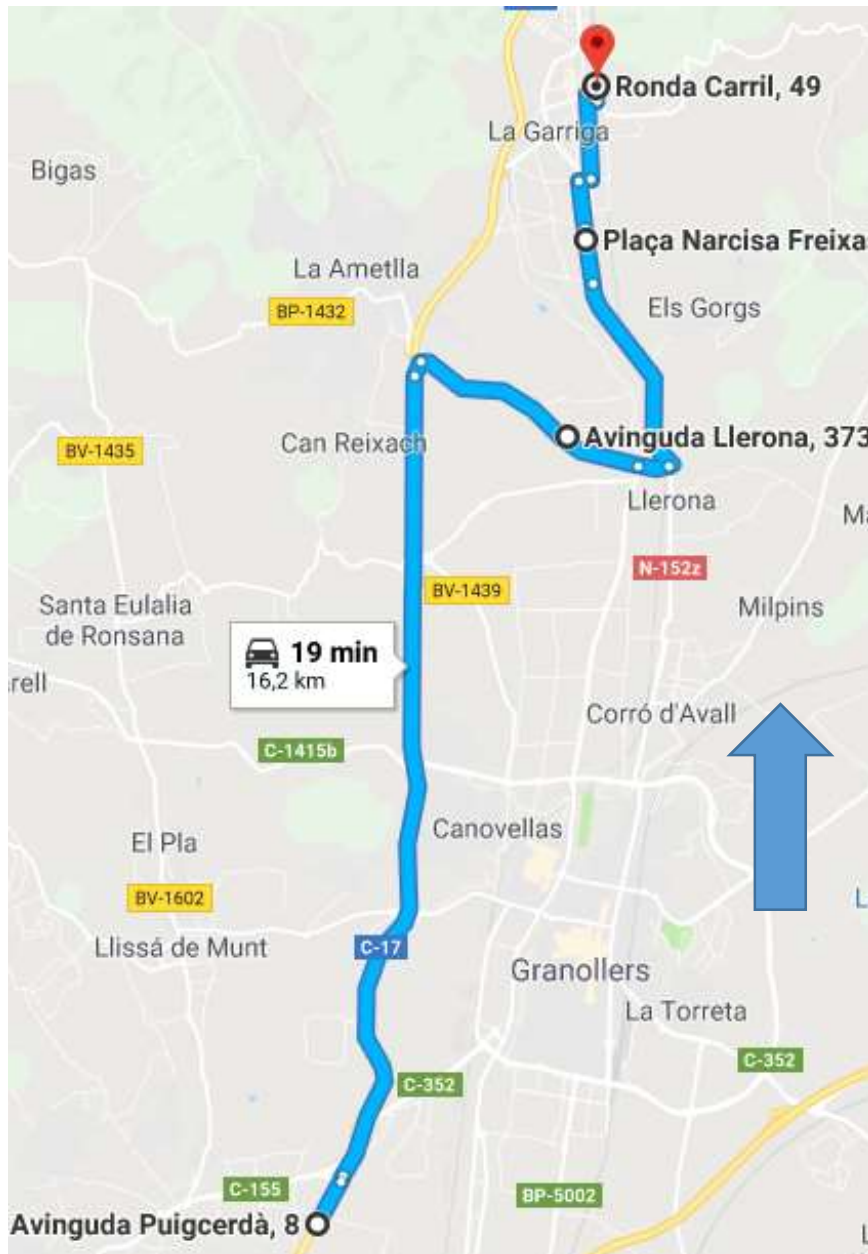 Ronda Carril, 49
La Garriga
Bigas
Plaça Narcisa Freixa
La Ametlla
Els Gorgs
BP-1432
Avinguda Llerona, 373
Can Reixach
BV-1435
Llerona
Ma
N-152z
BV-1439
Santa Eulalia
de Ronsana
Milpins
19 min
16,2 km
rell
Corró d'Avall
C-1415b
Canovellas
El Pla
BV-1602
L
Llissá de Munt
C-17
Granollers
La Torreta
C-352
C-352
C-155
BP-5002
Avinguda Puigcerdà, 8
L